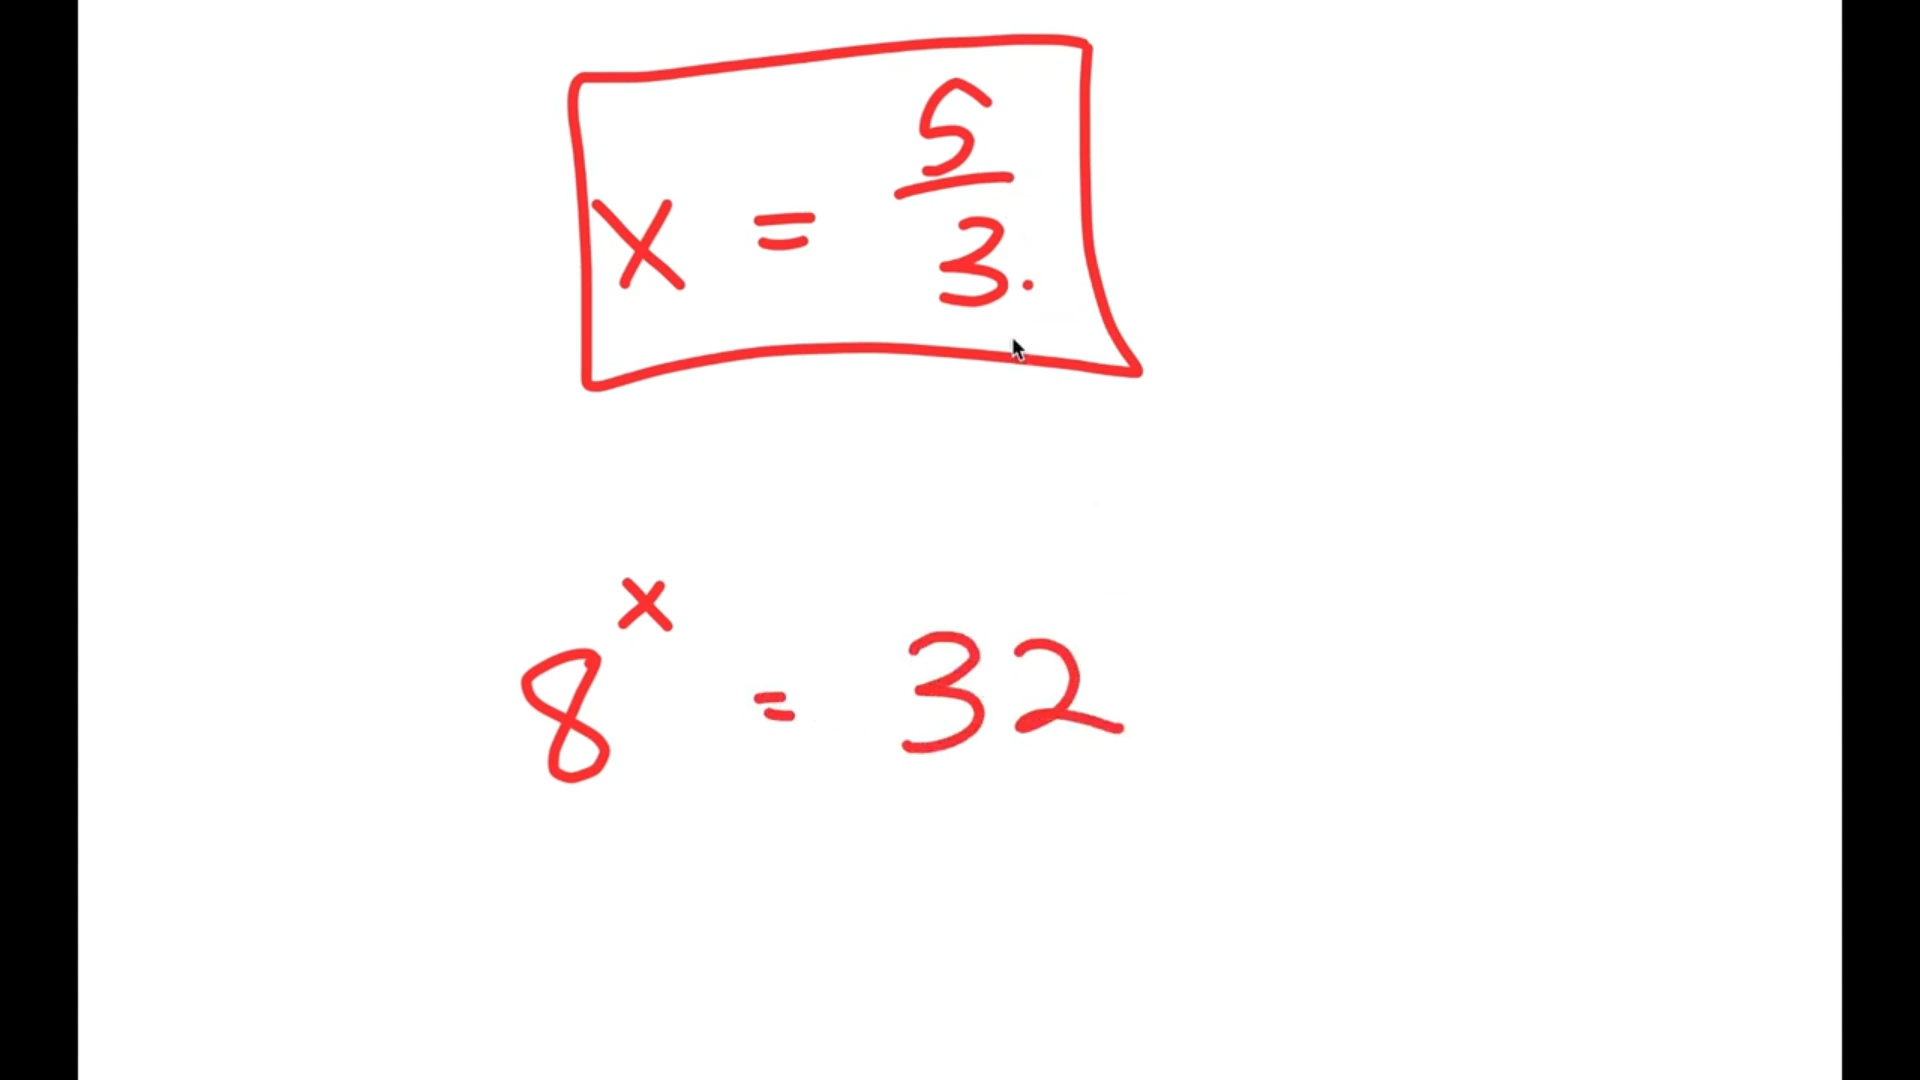 x = 5/3.
8^x = 32